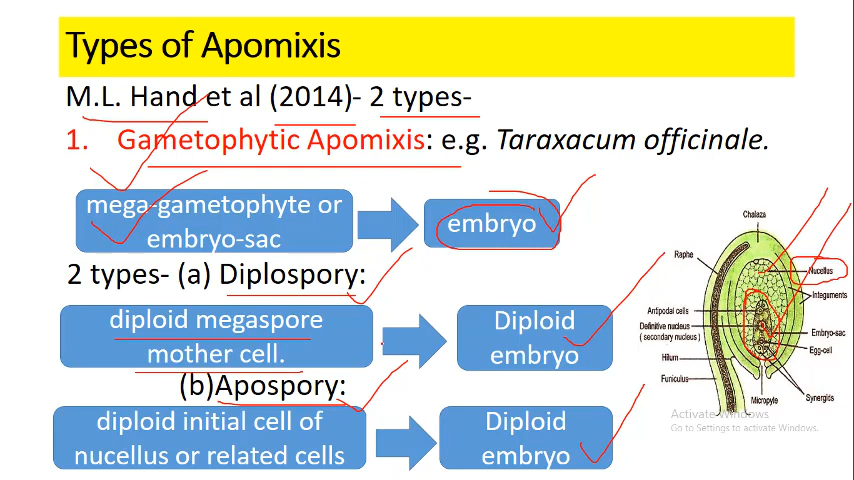 Types of Apomixis
M.L. Hand et al (2014)- 2 types-
1. Gametophytic Apomixis: e.g. Taraxacum officinale.
mega-gametophyte or
embryo-sac
embryo
2 types- (a) Diplospory:
diploid megaspore
mother cell.
Diploid
embryo
(b)Apospory:
diploid initial cell of
nucellus or related cells
Diploid
embryo
Chalaza
Raphe
Nucellus
Integuments
Antipodal cells
Definitive nucleus
( secondary nucleus)
Embryo-sac
Egg-cell
Hilum
Funiculus
Synergits
Micropyle
Activate Windows
Go to Settings to activate Windows.